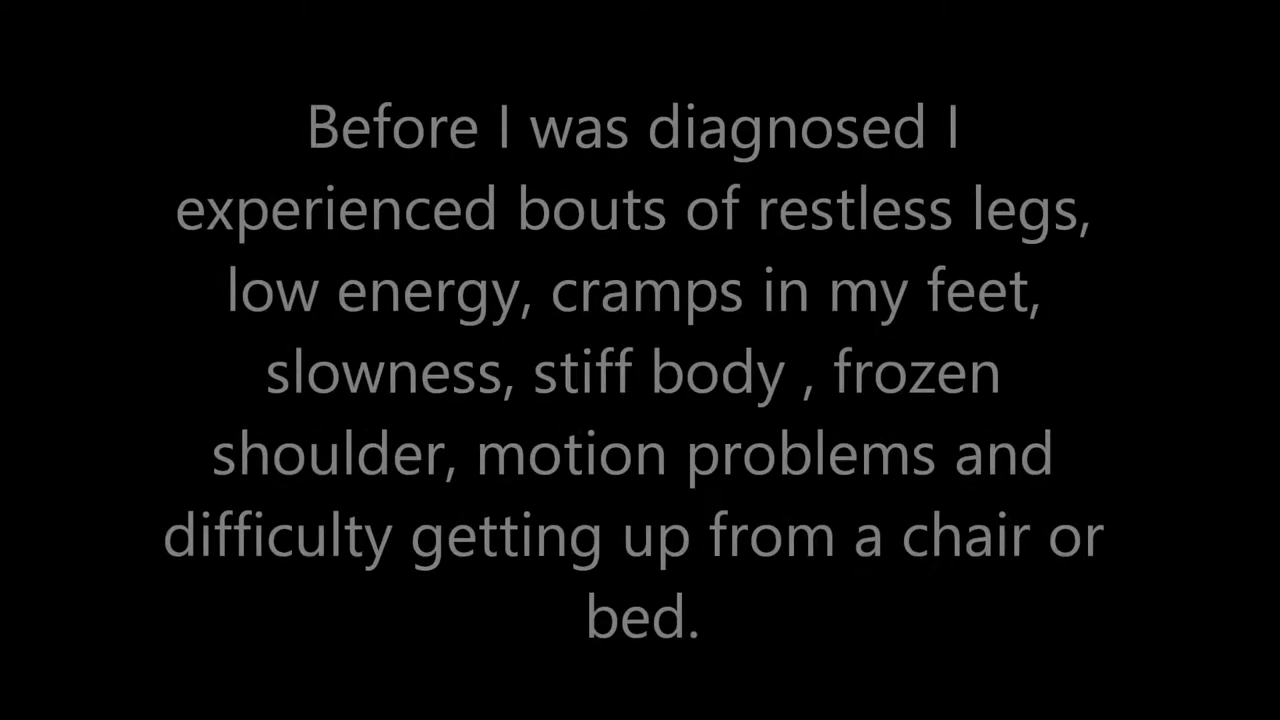 Before I was diagnosed I
experienced bouts of restless legs,
low energy, cramps in my feet,
slowness, stiff body , frozen
shoulder, motion problems and
difficulty getting up from a chair or
bed.